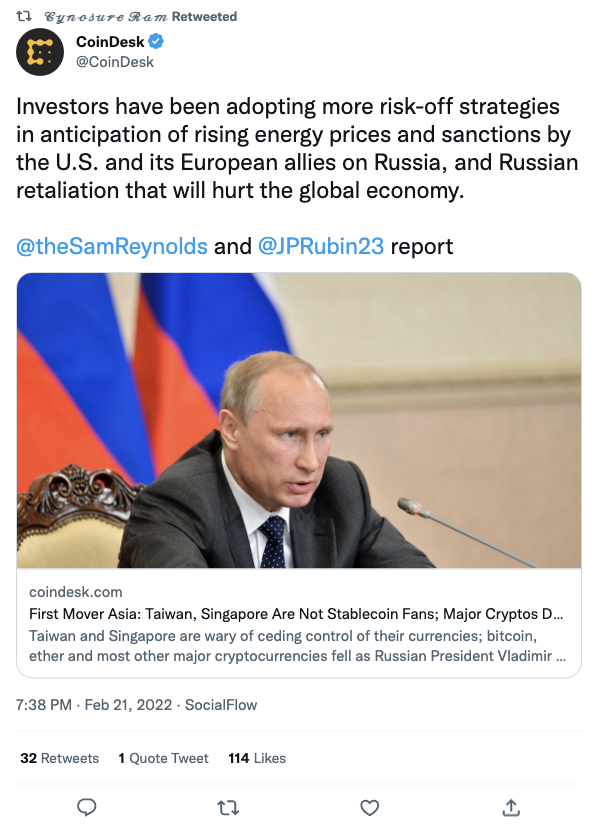 𝓒𝔂𝓷𝓸𝓼𝓾𝓻𝓮 𝓡𝓪𝓶 Retweeted
CoinDesk
@CoinDesk
Investors have been adopting more risk-off strategies
in anticipation of rising energy prices and sanctions by
the U.S. and its European allies on Russia, and Russian
retaliation that will hurt the global economy.
@theSamReynolds and @JPRubin23 report
coindesk.com
First Mover Asia: Taiwan, Singapore Are Not Stablecoin Fans; Major Cryptos D...
Taiwan and Singapore are wary of ceding control of their currencies; bitcoin,
ether and most other major cryptocurrencies fell as Russian President Vladimir ...
7:38 PM · Feb 21, 2022 · SocialFlow
32 Retweets 1 Quote Tweet 114 Likes